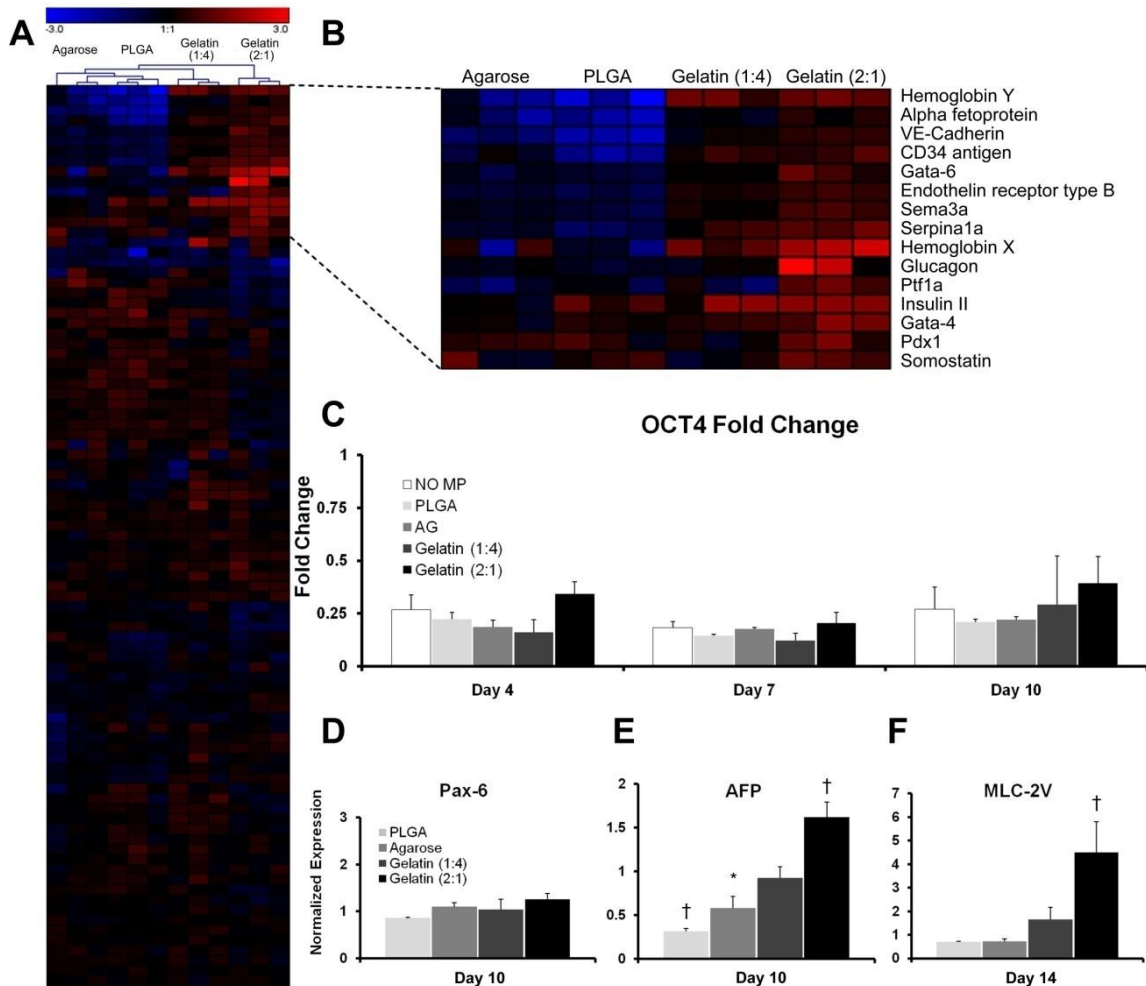 A
-3.0 1:1 3.0
Agarose PLGA Gelatin (1:4) Gelatin (2:1)
B
Agarose PLGA Gelatin (1:4) Gelatin (2:1)
Hemoglobin Y
Alpha fetoprotein
VE-Cadherin
CD34 antigen
Gata-6
Endothelin receptor type B
Sema3a
Serpina1a
Hemoglobin X
Glucagon
Ptf1a
Insulin II
Gata-4
Pdx1
Somostatin
C
OCT4 Fold Change
Fold Change
1
0.75
0.5
0.25
0
NO MP
PLGA
AG
Gelatin (1:4)
Gelatin (2:1)
Day 4 Day 7 Day 10
D
Pax-6
Normalized Expression
3
2
1
0
PLGA
Agarose
Gelatin (1:4)
Gelatin (2:1)
Day 10
E
AFP
2
1.5
1
0.5
0
† * †
Day 10
F
MLC-2V
7
6
5
4
3
2
1
0
†
Day 14